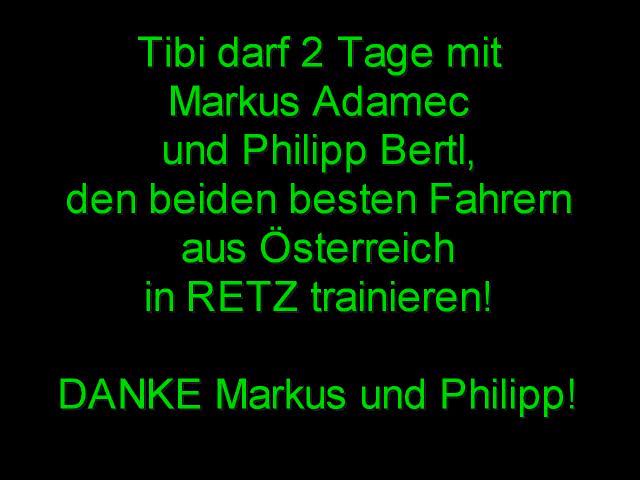 Tibi darf 2 Tage mit
Markus Adamec
und Philipp Bertl,
den beiden besten Fahrern
aus Österreich
in RETZ trainieren!
DANKE Markus und Philipp!